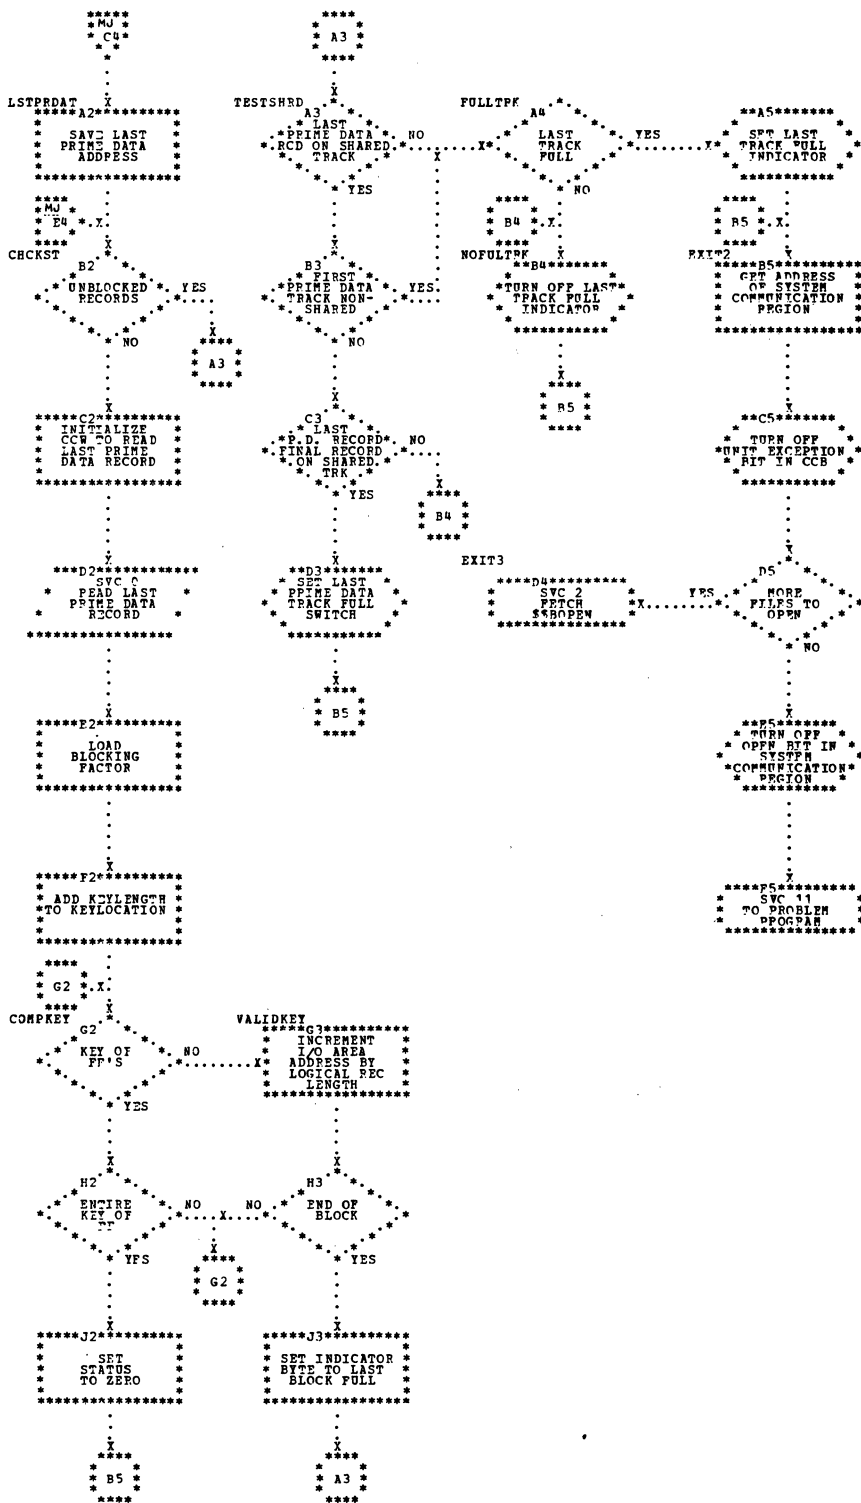 MJ
C4
A3
LSTPRDAT
A2
SAVE LAST
PRIME DATA
ADDRESS
TESTSHRD
A3
LAST
PRIME DATA
RCD ON SHARED
TRACK
NO
YES
FULLTRK
A4
LAST
TRACK
FULL
YES
NO
A5
SET LAST
TRACK FULL
INDICATOR
MJ
E4
B4
B5
CHCKST
B2
UNBLOCKED
RECORDS
YES
NO
A3
B3
FIRST
PRIME DATA
TRACK NON-
SHARED
YES
NO
NOFULTRK
B4
TURN OFF LAST
TRACK FULL
INDICATOR
B5
EXIT2
B5
GET ADDRESS
OF SYSTEM
COMMUNICATION
REGION
C2
INITIALIZE
CCW TO READ
LAST PRIME
DATA RECORD
C3
LAST
P.D. RECORD
FINAL RECORD
ON SHARED
TRK
NO
YES
B4
C5
TURN OFF
UNIT EXCEPTION
BIT IN CCB
D2
SVC 0
READ LAST
PRIME DATA
RECORD
D3
SET LAST
PRIME DATA
TRACK FULL
SWITCH
B5
EXIT3
D4
SVC 2
FETCH
$$BOPEN
YES
D5
MORE
FILES TO
OPEN
NO
E2
LOAD
BLOCKING
FACTOR
E5
TURN OFF
OPEN BIT IN
SYSTEM
COMMUNICATION
REGION
F2
ADD KEYLENGTH
TO KEYLOCATION
F5
SVC 11
TO PROBLEM
PROGRAM
G2
COMPKEY
G2
KEY OF
FF'S
NO
YES
VALIDKEY
G3
INCREMENT
I/O AREA
ADDRESS BY
LOGICAL REC
LENGTH
H2
ENTIRE
KEY OF
FF
NO
YES
G2
H3
END OF
BLOCK
NO
YES
J2
SET
STATUS
TO ZERO
J3
SET INDICATOR
BYTE TO LAST
BLOCK FULL
B5
A3